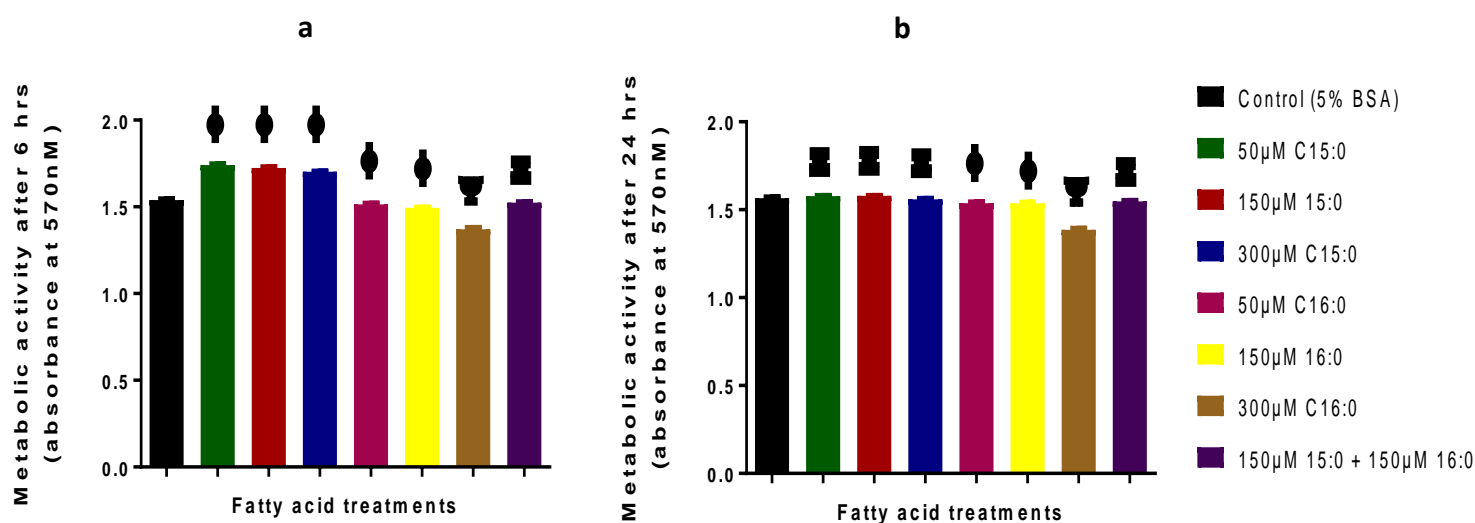 a
b
Metabolic activity after 6 hrs
(absorbance at 570nM)
2.0
1.5
1.0
0.5
0.0
Fatty acid treatments
Metabolic activity after 24 hrs
(absorbance at 570nM)
2.0
1.5
1.0
0.5
0.0
Fatty acid treatments
Control (5% BSA)
50µM C15:0
150µM 15:0
300µM C15:0
50µM C16:0
150µM 16:0
300µM C16:0
150µM 15:0 + 150µM 16:0